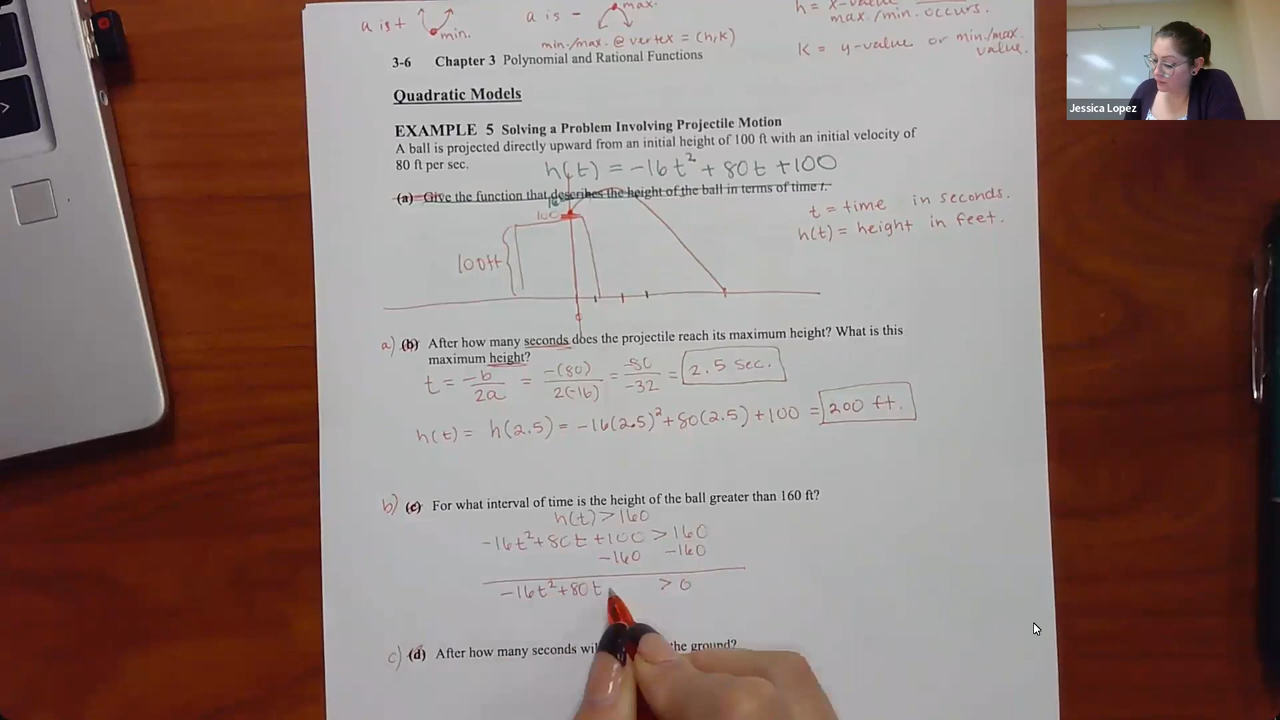 a is + min.
a is - max.
h = x-value
max./min. occurs.
min./max. @ vertex = (h,k)
K = y-value or min./max. value.
3-6 Chapter 3 Polynomial and Rational Functions
Jessica Lopez
Quadratic Models
EXAMPLE 5 Solving a Problem Involving Projectile Motion
A ball is projected directly upward from an initial height of 100 ft with an initial velocity of
80 ft per sec.
h(t) = -16t² + 80t + 100
(a) Give the function that describes the height of the ball in terms of time t.
t = time in seconds.
h(t) = height in feet.
100
100ft
a) (b) After how many seconds does the projectile reach its maximum height? What is this
maximum height?
t = -b/2a = -(80)/2(-16) = -80/-32 = 2.5 sec.
h(t) = h(2.5) = -16(2.5)² + 80(2.5) + 100 = 200 ft.
b) (c) For what interval of time is the height of the ball greater than 160 ft?
h(t) > 160
-16t² + 80t + 100 > 160
-160 -160
-16t² + 80t > 0
c) (d) After how many seconds the ground?